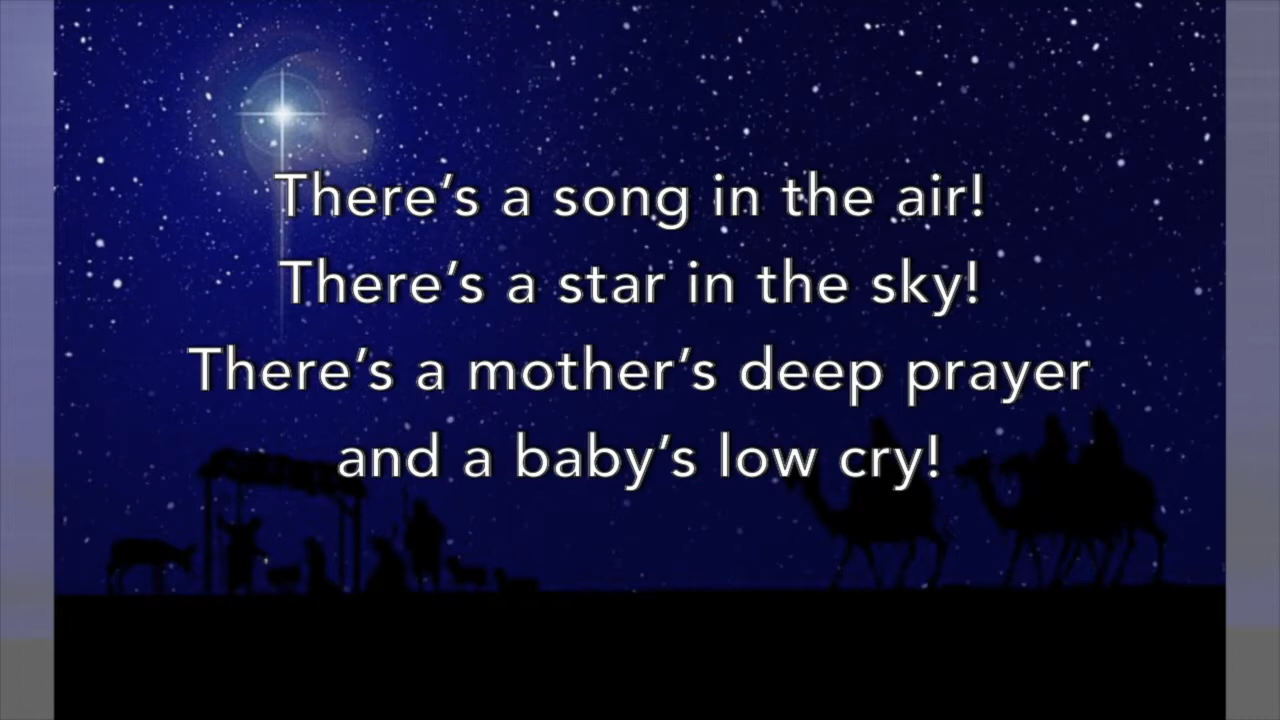 There’s a song in the air!
There’s a star in the sky!
There’s a mother’s deep prayer
and a baby’s low cry!